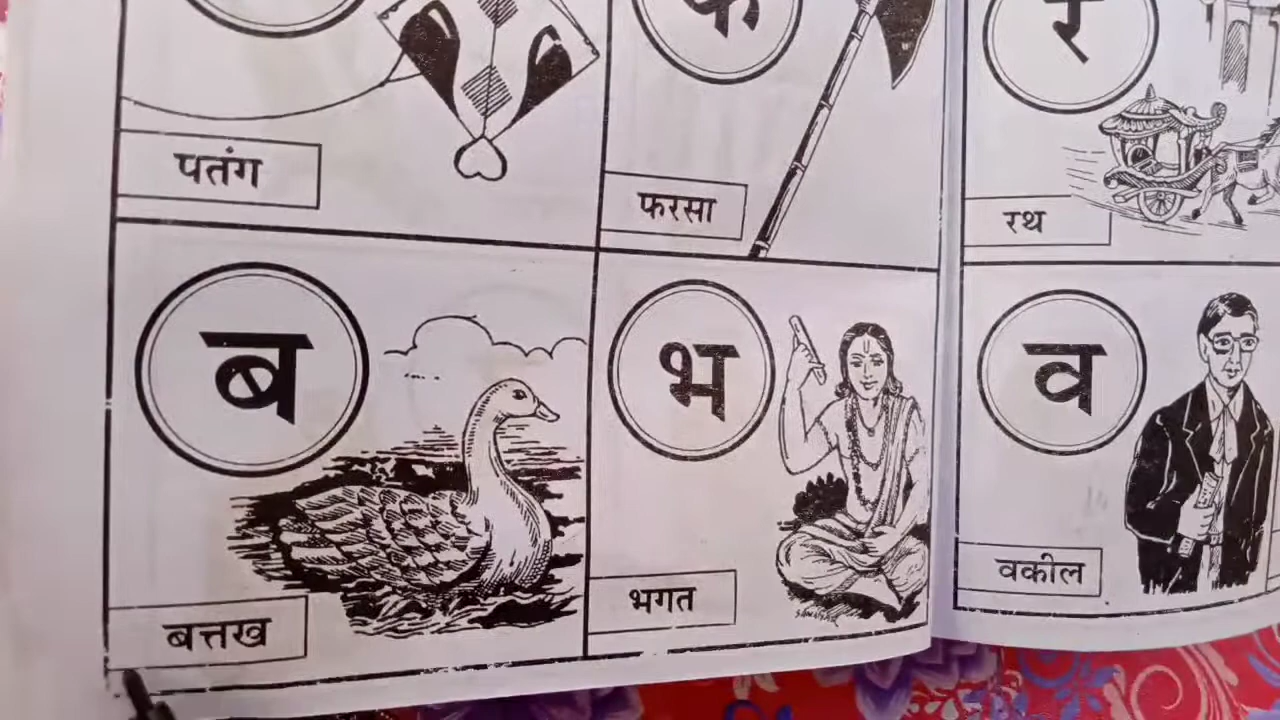 फ
र
पतंग
फरसा
रथ
ब
भ
व
बत्तख
भगत
वकील